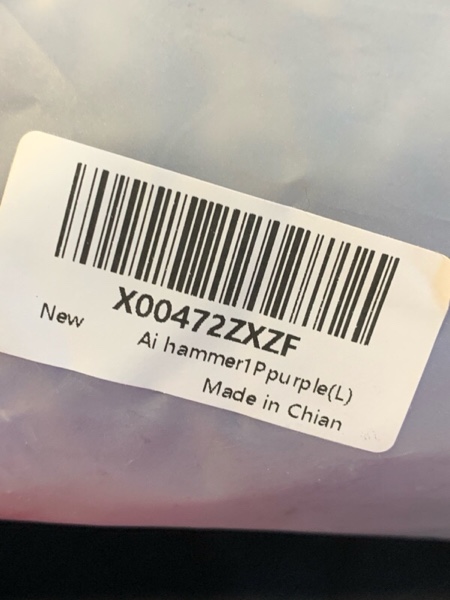 X00472ZXZF
New
Ai hammer1Ppurple(L)
Made in Chian